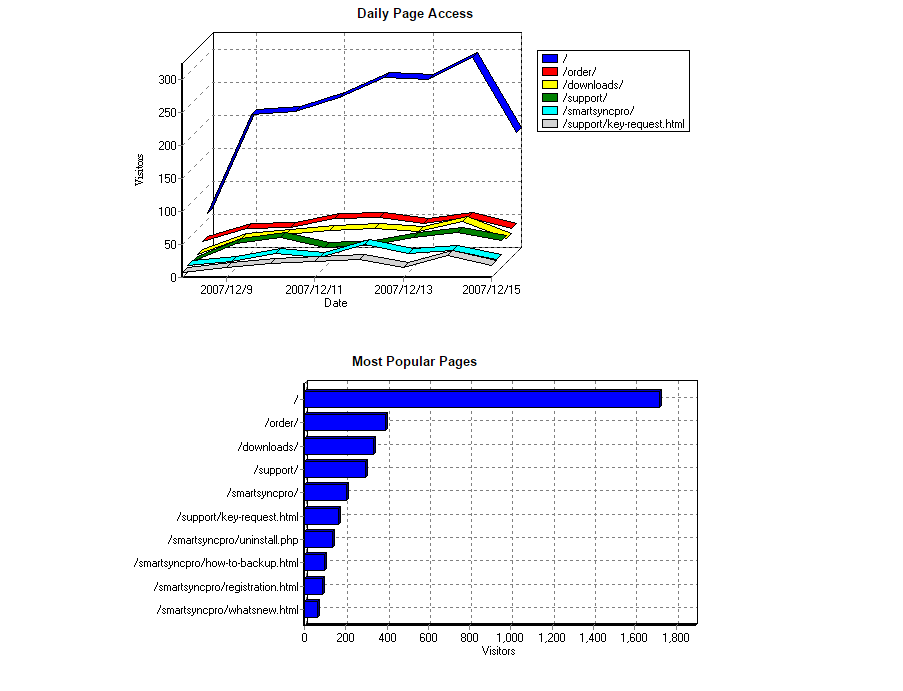 Daily Page Access
300
250
200
150
100
50
0
Visitors
2007/12/9 2007/12/11 2007/12/13 2007/12/15
Date
/
/order/
/downloads/
/support/
/smartsyncpro/
/support/key-request.html
Most Popular Pages
/
/order/
/downloads/
/support/
/smartsyncpro/
/support/key-request.html
/smartsyncpro/uninstall.php
/smartsyncpro/how-to-backup.html
/smartsyncpro/registration.html
/smartsyncpro/whatsnew.html
0 200 400 600 800 1,000 1,200 1,400 1,600 1,800
Visitors